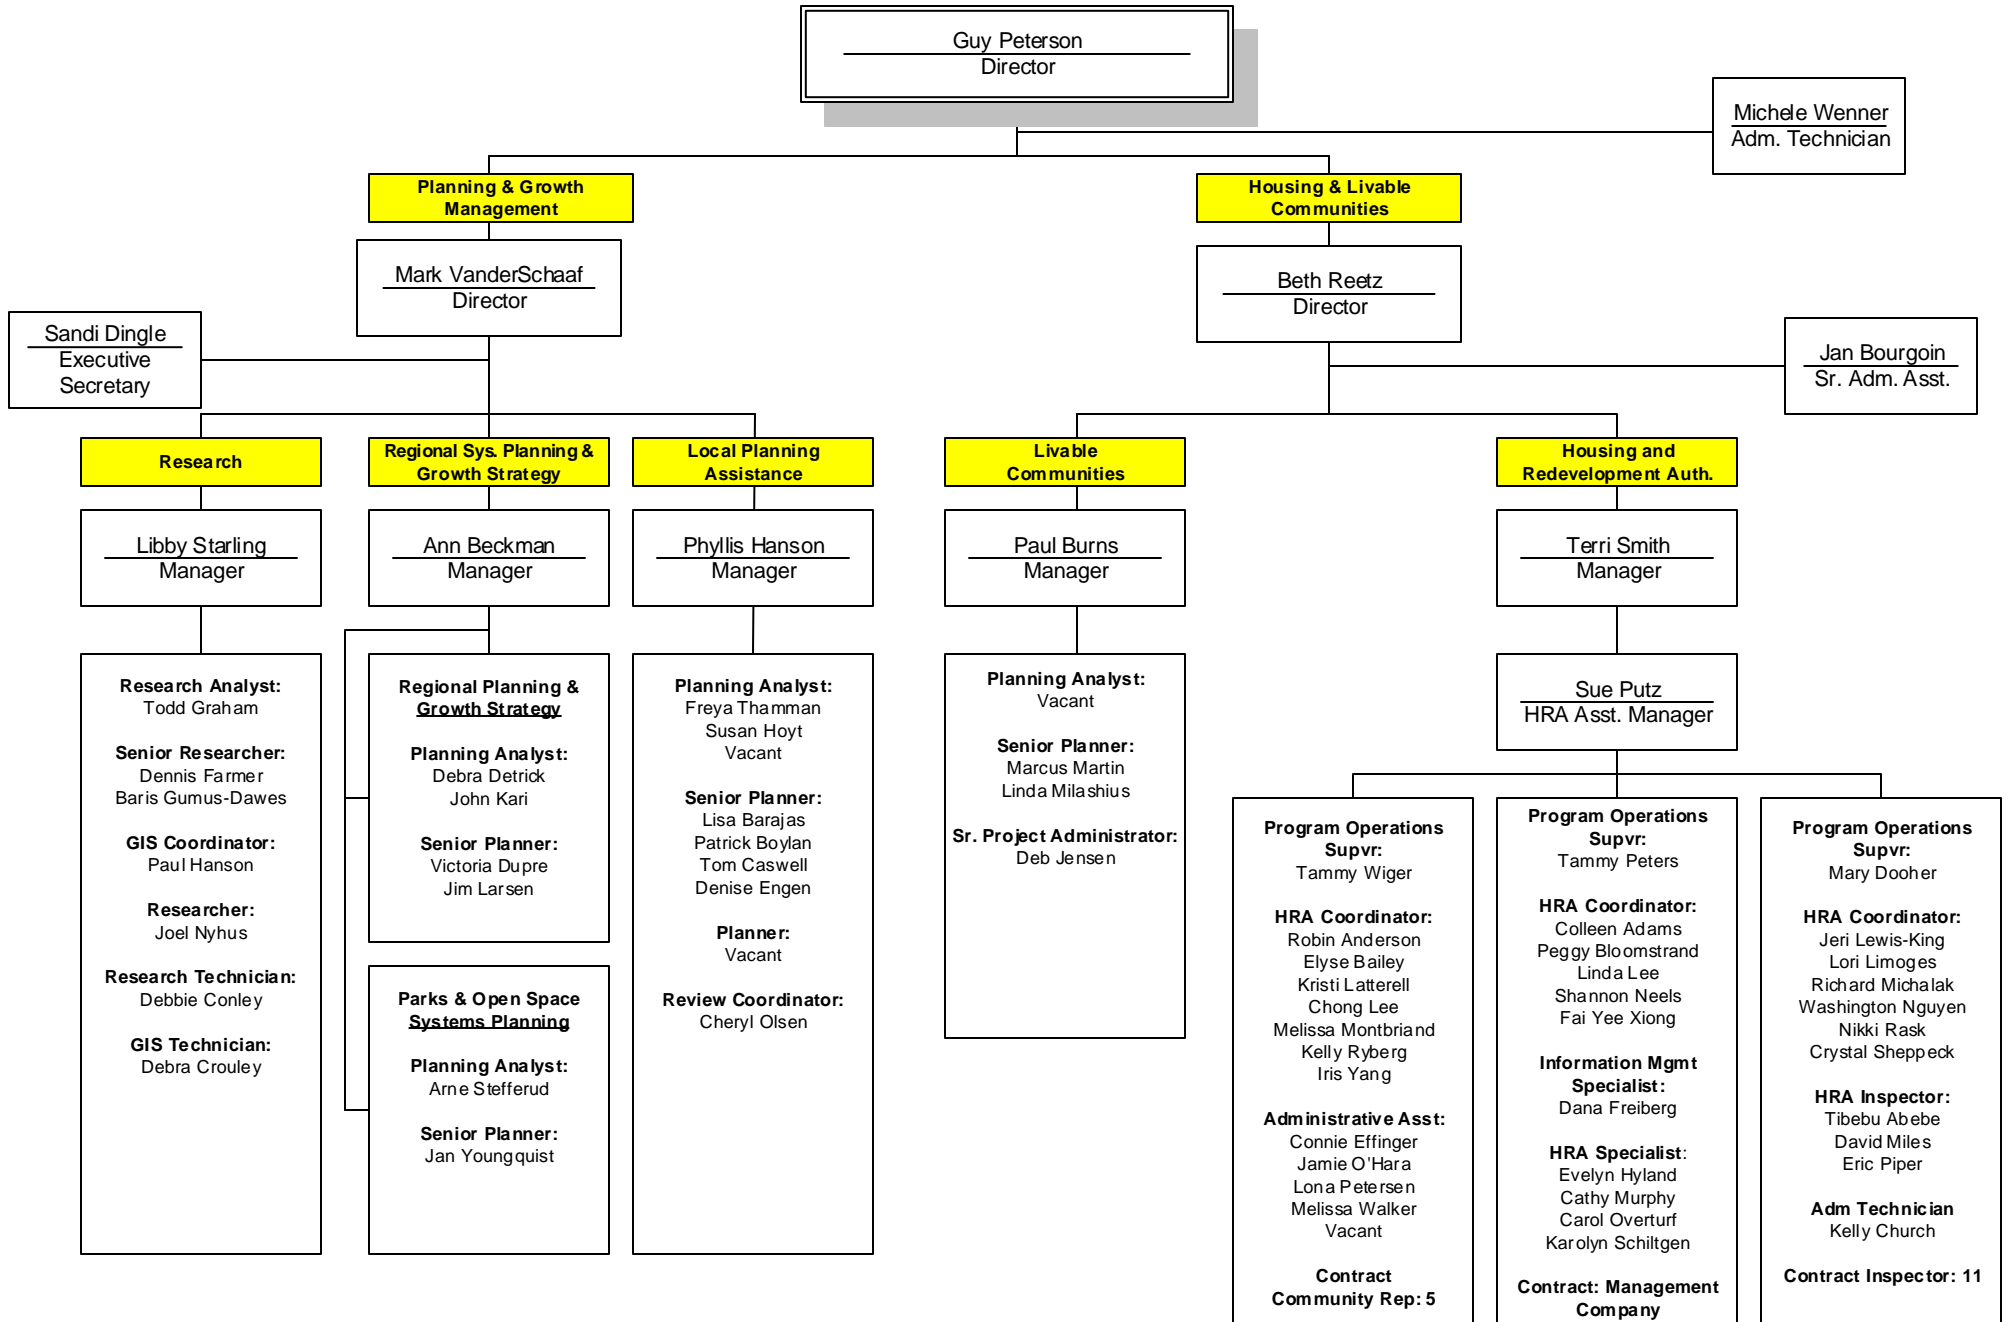 Guy Peterson
Director
Michele Wenner
Adm. Technician
Planning & Growth
Management
Housing & Livable
Communities
Mark VanderSchaaf
Director
Beth Reetz
Director
Sandi Dingle
Executive
Secretary
Jan Bourgoin
Sr. Adm. Asst.
Research
Regional Sys. Planning &
Growth Strategy
Local Planning
Assistance
Livable
Communities
Housing and
Redevelopment Auth.
Libby Starling
Manager
Ann Beckman
Manager
Phyllis Hanson
Manager
Paul Burns
Manager
Terri Smith
Manager
Research Analyst:
Todd Graham
Senior Researcher:
Dennis Farmer
Baris Gumus-Dawes
GIS Coordinator:
Paul Hanson
Researcher:
Joel Nyhus
Research Technician:
Debbie Conley
GIS Technician:
Debra Crouley
Regional Planning &
Growth Strategy
Planning Analyst:
Debra Detrick
John Kari
Senior Planner:
Victoria Dupre
Jim Larsen
Parks & Open Space
Systems Planning
Planning Analyst:
Arne Stefferud
Senior Planner:
Jan Youngquist
Planning Analyst:
Freya Thamman
Susan Hoyt
Vacant
Senior Planner:
Lisa Barajas
Patrick Boylan
Tom Caswell
Denise Engen
Planner:
Vacant
Review Coordinator:
Cheryl Olsen
Planning Analyst:
Vacant
Senior Planner:
Marcus Martin
Linda Milashius
Sr. Project Administrator:
Deb Jensen
Sue Putz
HRA Asst. Manager
Program Operations
Supvr:
Tammy Wiger
HRA Coordinator:
Robin Anderson
Elyse Bailey
Kristi Latterell
Chong Lee
Melissa Montbriand
Kelly Ryberg
Iris Yang
Administrative Asst:
Connie Effinger
Jamie O'Hara
Lona Petersen
Melissa Walker
Vacant
Contract
Community Rep: 5
Program Operations
Supvr:
Tammy Peters
HRA Coordinator:
Colleen Adams
Peggy Bloomstrand
Linda Lee
Shannon Neels
Fai Yee Xiong
Information Mgmt
Specialist:
Dana Freiberg
HRA Specialist:
Evelyn Hyland
Cathy Murphy
Carol Overturf
Karolyn Schiltgen
Contract: Management
Company
Program Operations
Supvr:
Mary Dooher
HRA Coordinator:
Jeri Lewis-King
Lori Limoges
Richard Michalak
Washington Nguyen
Nikki Rask
Crystal Sheppeck
HRA Inspector:
Tibebu Abebe
David Miles
Eric Piper
Adm Technician
Kelly Church
Contract Inspector: 11